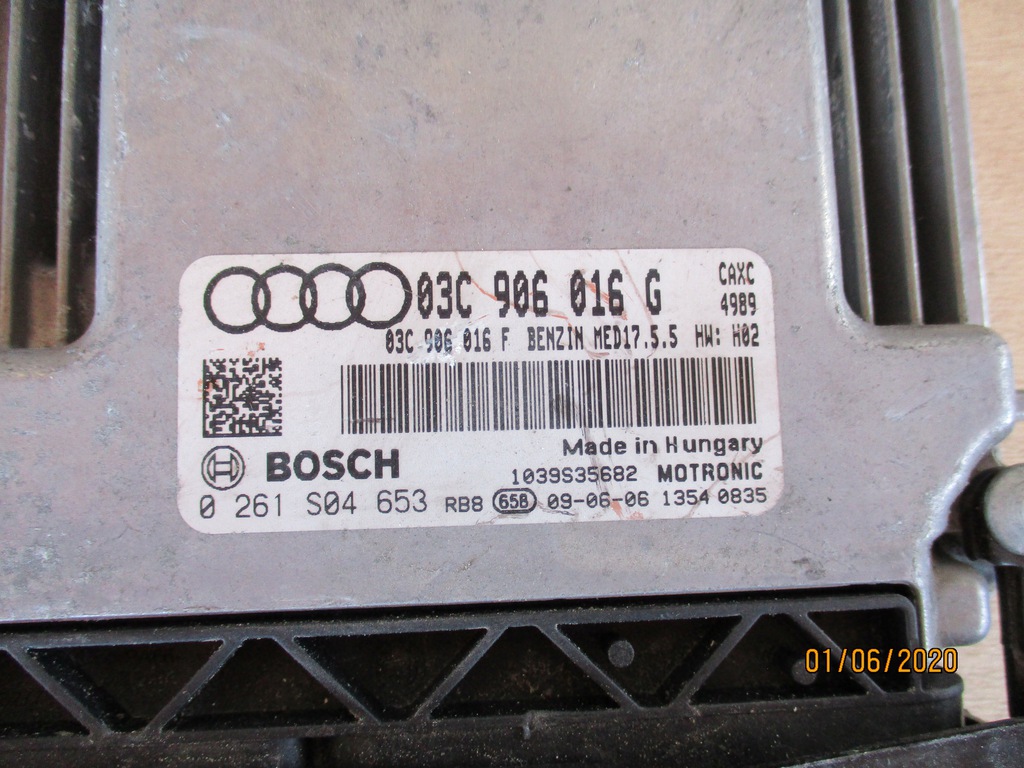 03C 906 016 G CAXC
4989
03C 906 016 F BENZIN MED17.5.5 HW: H02
Made in Hungary
BOSCH 1039S35682 MOTRONIC
0 261 S04 653 RB8 65B 09-06-06 1354 0835
01/06/2020